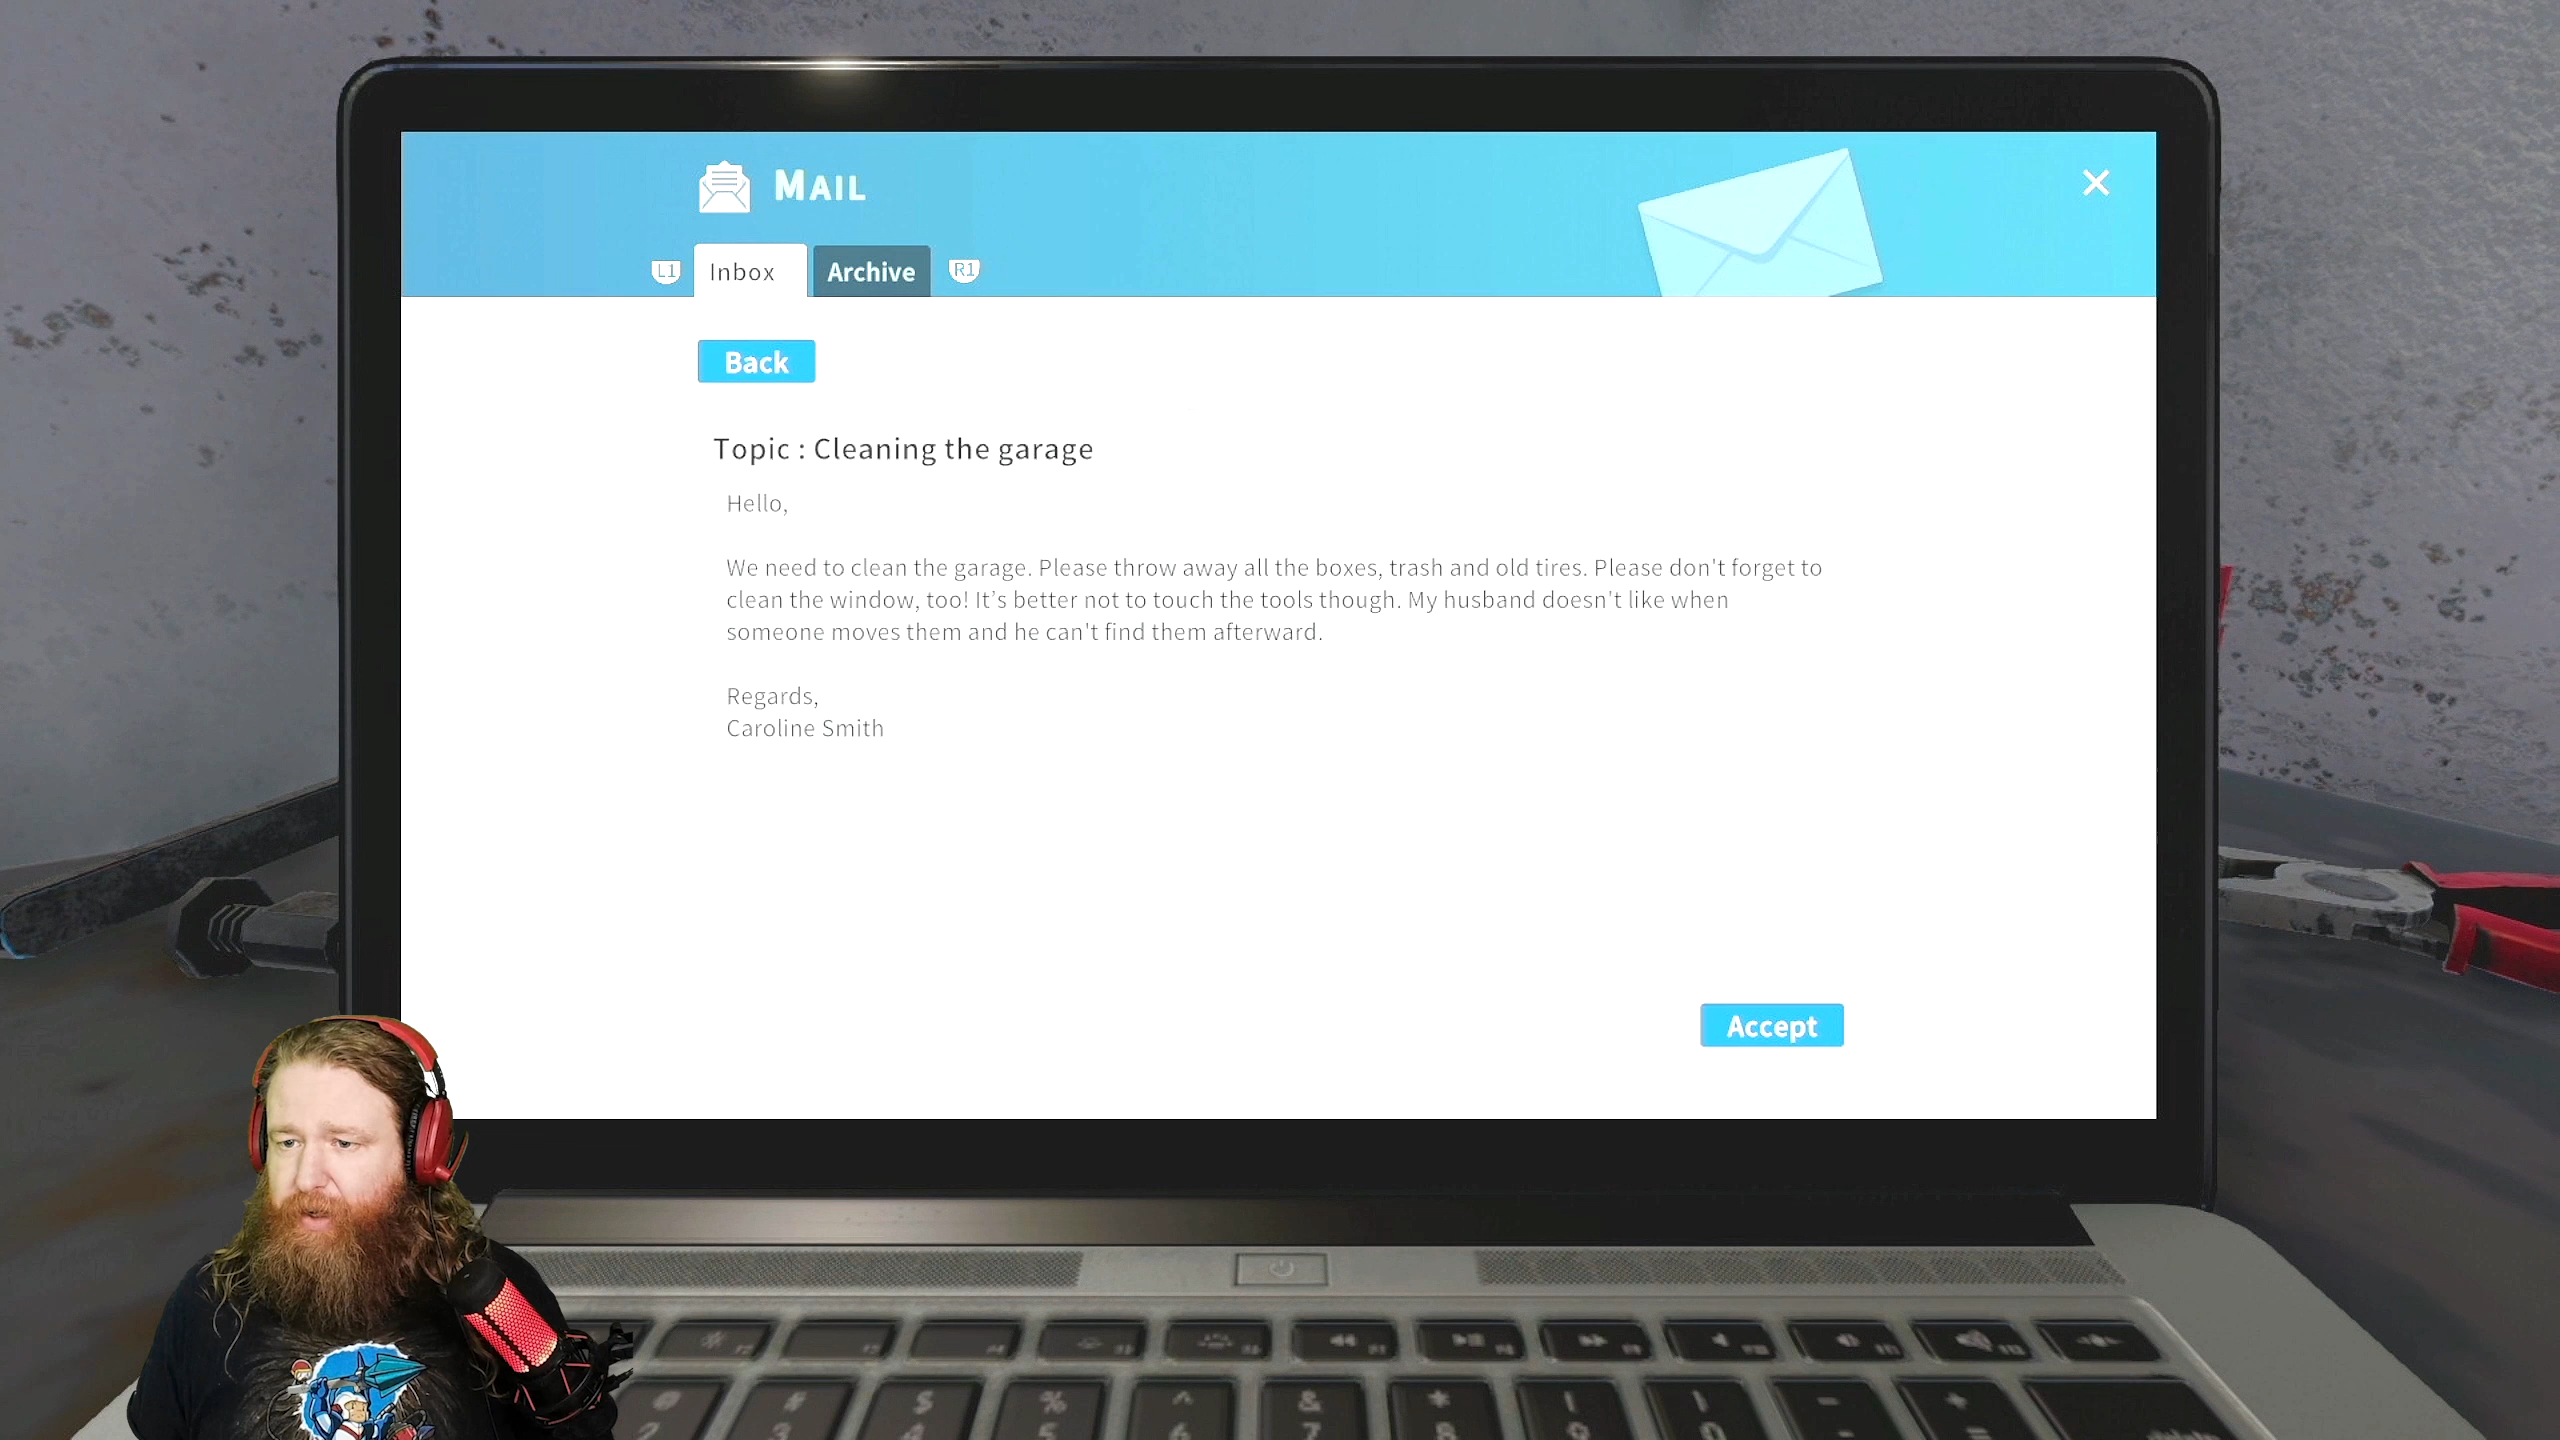 MAIL
L1 Inbox Archive R1
Back
Topic : Cleaning the garage
Hello,
We need to clean the garage. Please throw away all the boxes, trash and old tires. Please don't forget to
clean the window, too! It’s better not to touch the tools though. My husband doesn't like when
someone moves them and he can't find them afterward.
Regards,
Caroline Smith
Accept